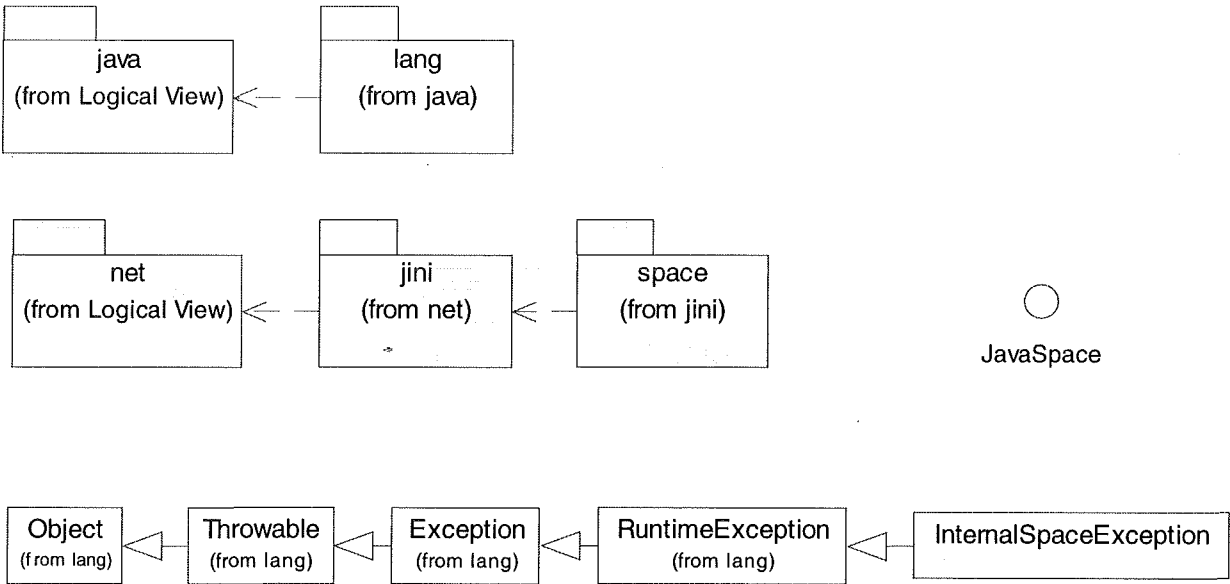 java
(from Logical View)
lang
(from java)
net
(from Logical View)
jini
(from net)
space
(from jini)
JavaSpace
Object
(from lang)
Throwable
(from lang)
Exception
(from lang)
RuntimeException
(from lang)
InternalSpaceException